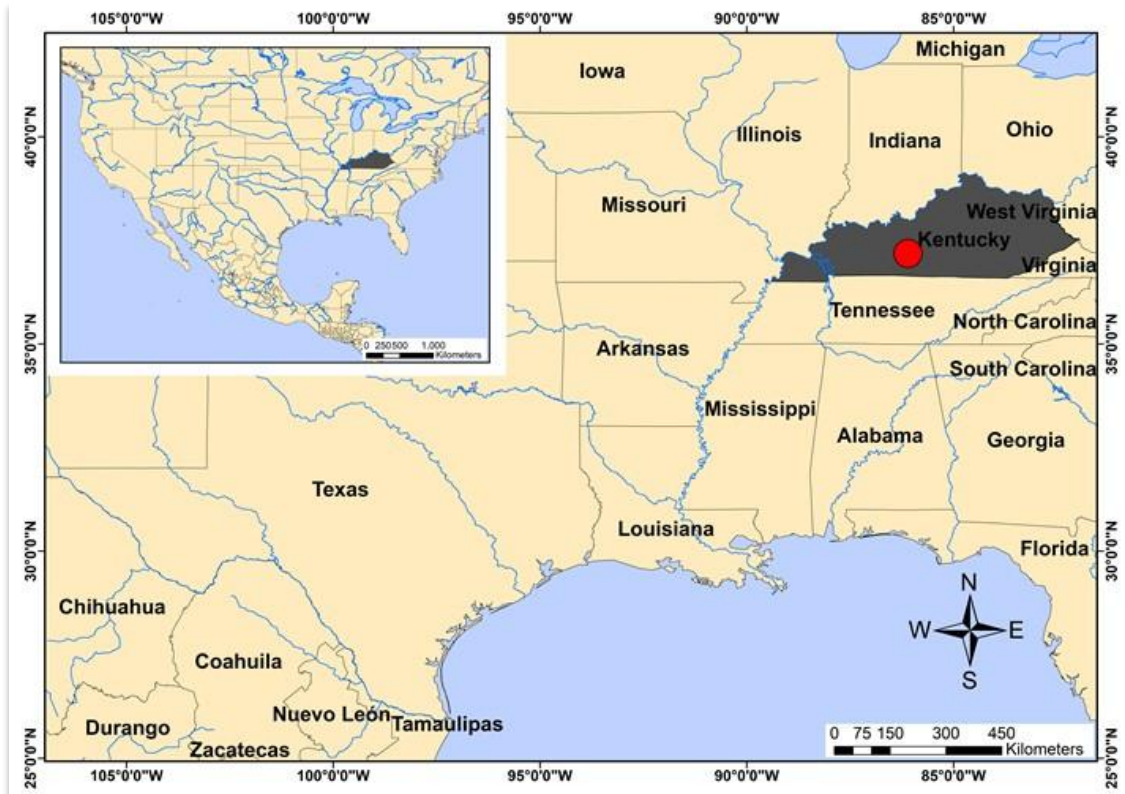 105°0'0"W 100°0'0"W 95°0'0"W 90°0'0"W 85°0'0"W
Michigan
Iowa
Illinois
Indiana
Ohio
40°0'0"N
40°0'0"N
Missouri
West Virginia
Kentucky
Virginia
Tennessee
North Carolina
0 250 500 1,000
Kilometers
35°0'0"N
35°0'0"N
Arkansas
South Carolina
Mississippi
Alabama
Georgia
Texas
Louisiana
30°0'0"N
30°0'0"N
Florida
Chihuahua
N
W E
S
Coahuila
Nuevo León
Tamaulipas
Durango
Zacatecas
0 75 150 300 450
Kilometers
25°0'0"N
25°0'0"N
105°0'0"W 100°0'0"W 95°0'0"W 90°0'0"W 85°0'0"W